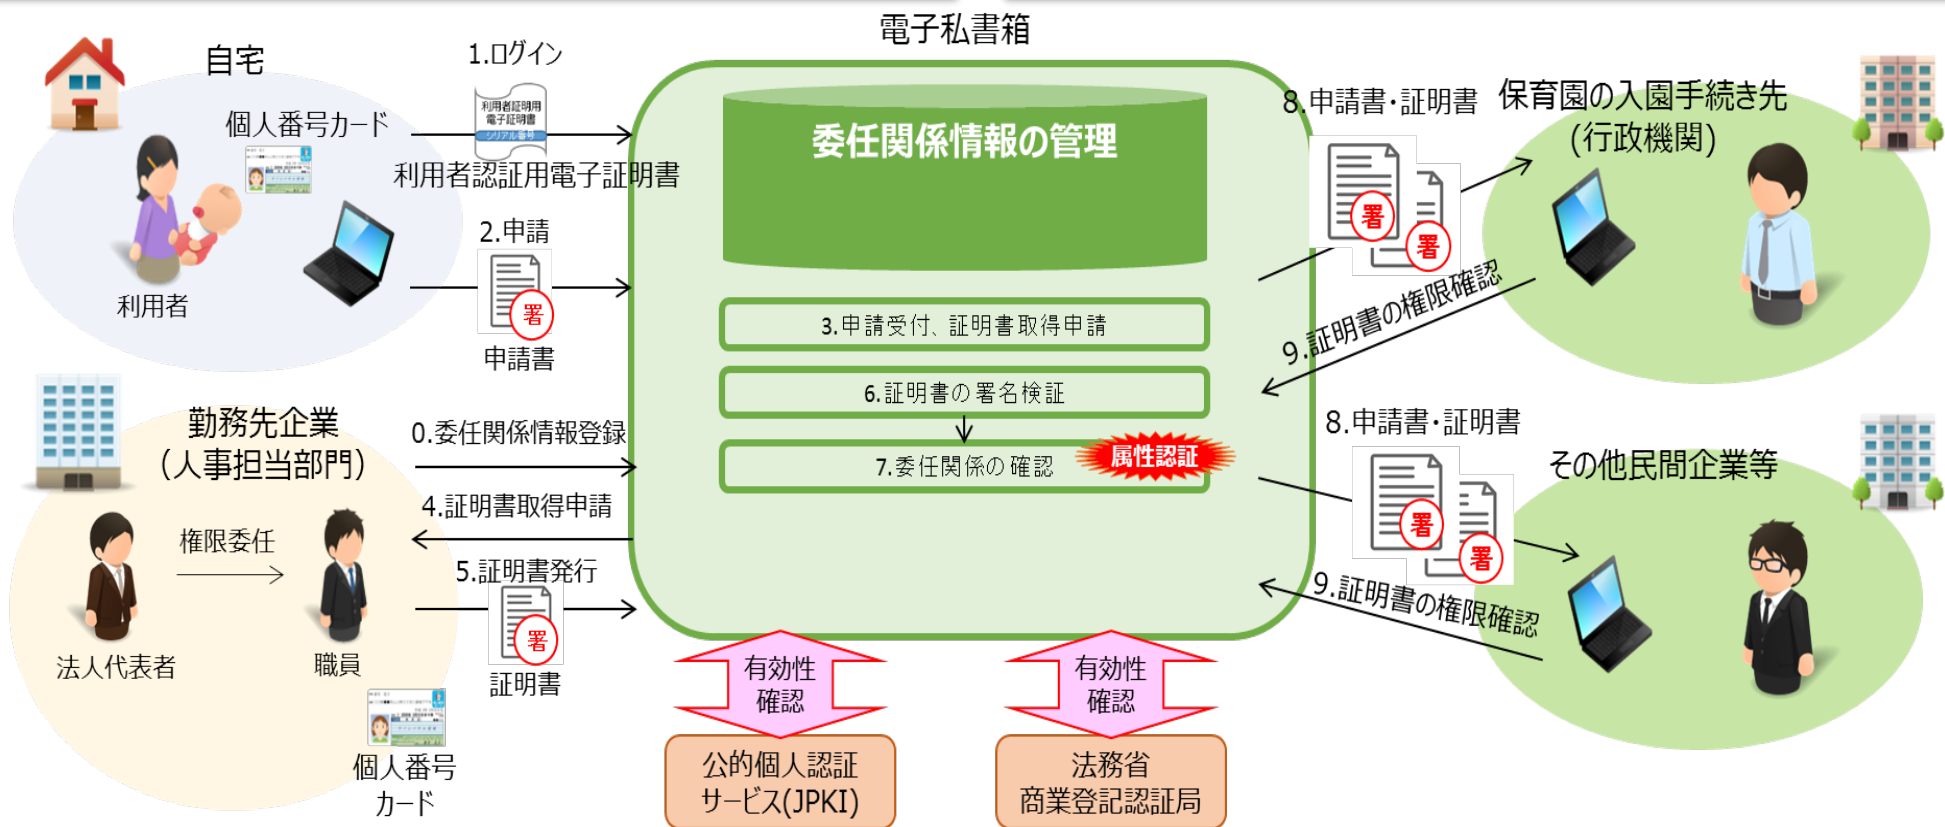 電子私書箱
自宅
個人番号カード
利用者
1.ログイン
利用者証明用
電子証明書
シリアル番号
利用者認証用電子証明書
2.申請
署
申請書
勤務先企業
(人事担当部門)
法人代表者
権限委任
職員
個人番号
カード
0.委任関係情報登録
4.証明書取得申請
5.証明書発行
署
証明書
委任関係情報の管理
3.申請受付、証明書取得申請
6.証明書の署名検証
7.委任関係の確認
属性認証
有効性
確認
有効性
確認
公的個人認証
サービス(JPKI)
法務省
商業登記認証局
8.申請書・証明書
署
署
保育園の入園手続き先
(行政機関)
9.証明書の権限確認
8.申請書・証明書
署
署
その他民間企業等
9.証明書の権限確認